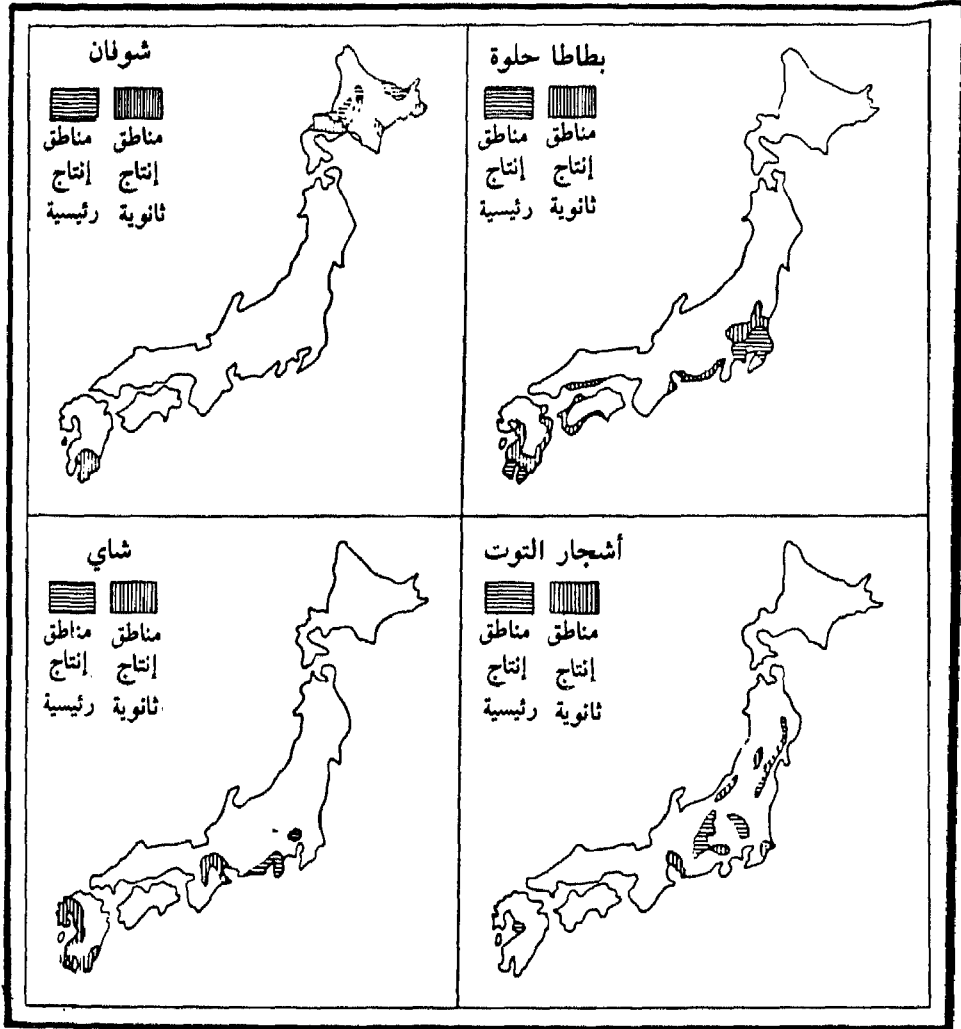 شوفان
مناطق مناطق
إنتاج إنتاج
ثانوية رئيسية
بطاطا حلوة
مناطق مناطق
إنتاج إنتاج
ثانوية رئيسية
شاي
مناطق مناطق
إنتاج إنتاج
ثانوية رئيسية
أشجار التوت
مناطق مناطق
إنتاج إنتاج
ثانوية رئيسية